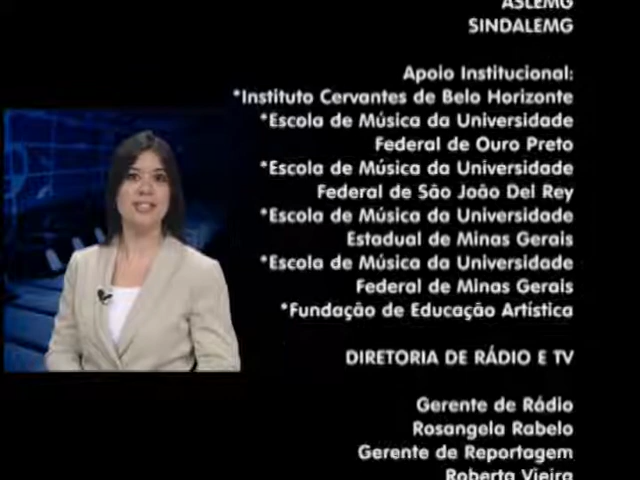 ASLEMG
SINDALEMG
Apoio Institucional:
*Instituto Cervantes de Belo Horizonte
*Escola de Música da Universidade
Federal de Ouro Preto
*Escola de Música da Universidade
Federal de São João Del Rey
*Escola de Música da Universidade
Estadual de Minas Gerais
*Escola de Música da Universidade
Federal de Minas Gerais
*Fundação de Educação Artística
DIRETORIA DE RÁDIO E TV
Gerente de Rádio
Rosangela Rabelo
Gerente de Reportagem
Roberta Vieira